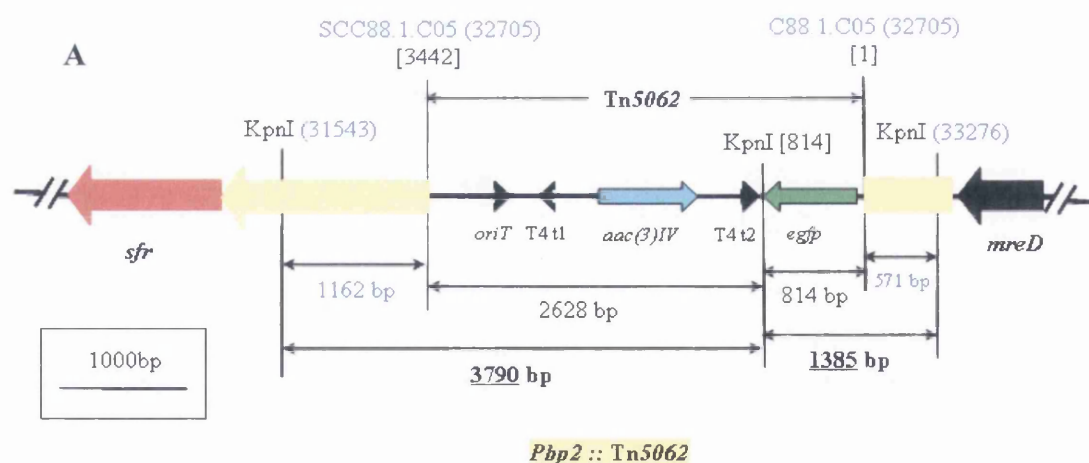 SCC88.1.C05 (32705)
C88 1.C05 (32705)
A
[3442]
[1]
Tn5062
KpnI (31543)
KpnI [814]
KpnI (33276)
sfr
oriT
T4 t1
aac(3)IV
T4 t2
egfp
mreD
1162 bp
2628 bp
814 bp
571 bp
1000bp
3790 bp
1385 bp
Pbp2 :: Tn5062